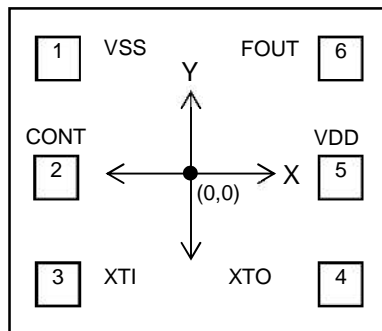 1 VSS FOUT 6
Y
CONT VDD
2 X 5
(0,0)
3 XTI XTO 4